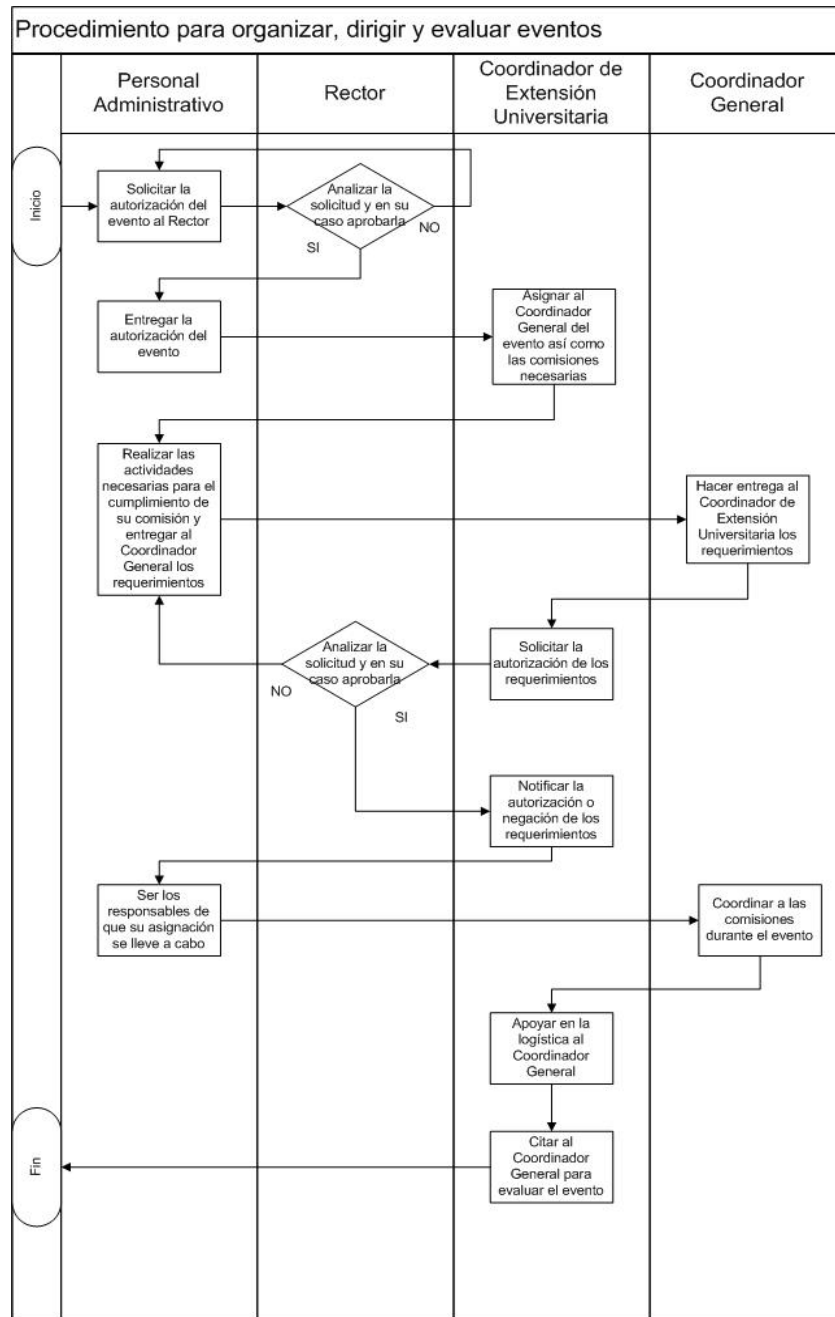 Procedimiento para organizar, dirigir y evaluar eventos
Personal
Administrativo
Rector
Coordinador de
Extensión
Universitaria
Coordinador
General
Inicio
Solicitar la
autorización del
evento al Rector
Analizar la
solicitud y en su
caso aprobarla
NO
SI
Entregar la
autorización del
evento
Asignar al
Coordinador
General del
evento así como
las comisiones
necesarias
Realizar las
actividades
necesarias para el
cumplimiento de
su comisión y
entregar al
Coordinador
General los
requerimientos
Hacer entrega al
Coordinador de
Extensión
Universitaria los
requerimientos
Solicitar la
autorización de los
requerimientos
Analizar la
solicitud y en su
caso aprobarla
NO
SI
Notificar la
autorización o
negación de los
requerimientos
Ser los
responsables de
que su asignación
se lleve a cabo
Coordinar a las
comisiones
durante el evento
Apoyar en la
logística al
Coordinador
General
Citar al
Coordinador
General para
evaluar el evento
Fin